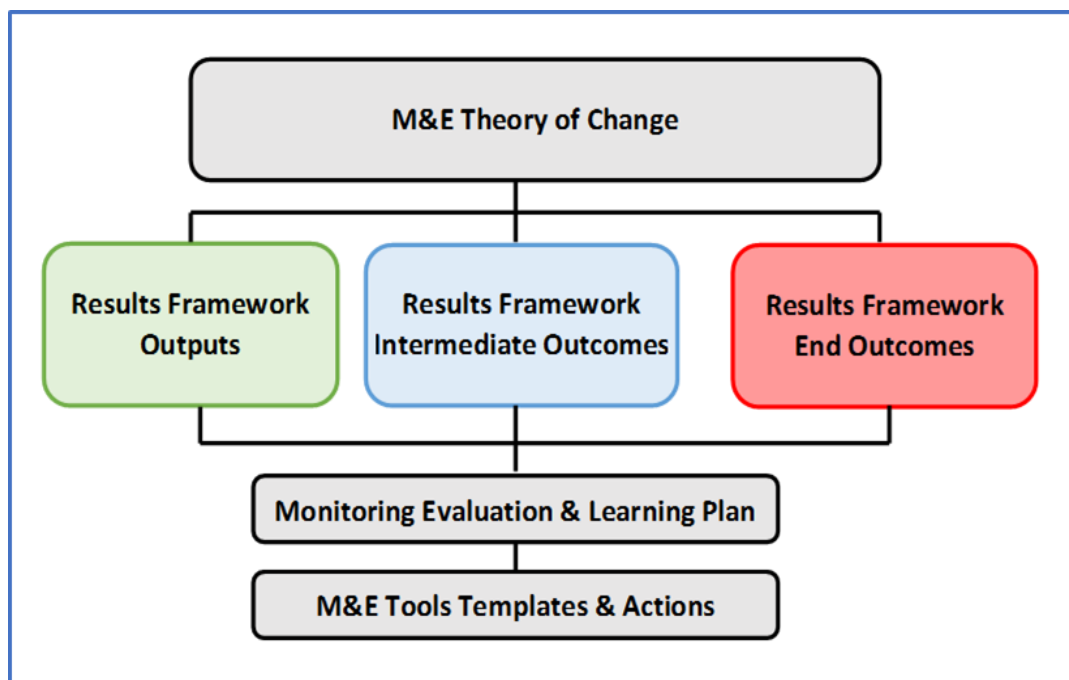 M&E Theory of Change
Results Framework
Outputs
Results Framework
Intermediate Outcomes
Results Framework
End Outcomes
Monitoring Evaluation & Learning Plan
M&E Tools Templates & Actions